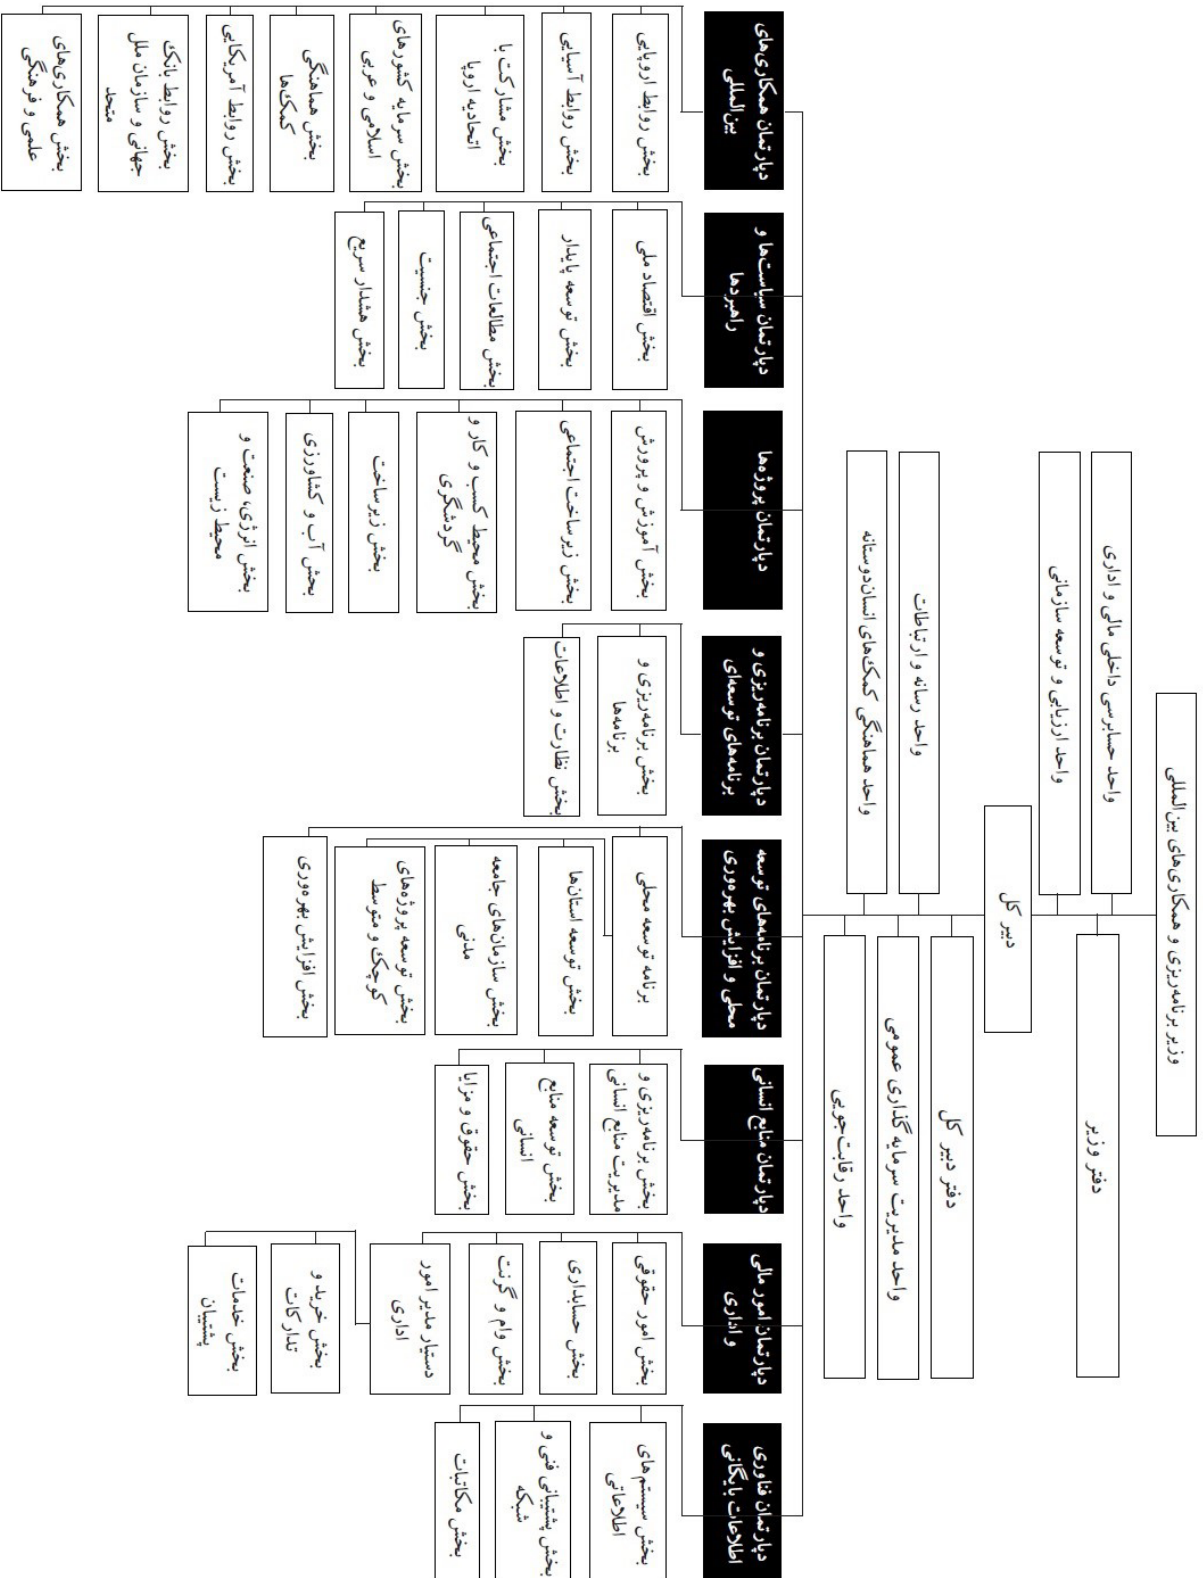 وزیر برنامه‌ریزی و همکاری‌های بین‌المللی
دفتر وزیر
واحد حسابرسی داخلی مالی و اداری
واحد ارزیابی و توسعه سازمانی
دبیر کل
دفتر دبیر کل
واحد رسانه و ارتباطات
واحد مدیریت سرمایه گذاری عمومی
واحد هماهنگی کمک‌های انسان‌دوستانه
واحد رقابت‌جویی
دپارتمان همکاری‌های
بین‌المللی
بخش روابط اروپایی
بخش روابط آسیایی
بخش مشارکت با
اتحادیه اروپا
بخش سرمایه کشورهای
اسلامی و عربی
بخش هماهنگی
کمک‌ها
بخش روابط آمریکایی
بخش روابط بانک
جهانی و سازمان ملل
متحد
بخش همکاری‌های
علمی و فرهنگی
دپارتمان سیاست‌ها و
راهبردها
بخش اقتصاد ملی
بخش توسعه پایدار
بخش مطالعات اجتماعی
بخش جنسیت
بخش هشدار سریع
دپارتمان پروژه‌ها
بخش آموزش و پرورش
بخش زیرساخت اجتماعی
بخش محیط کسب و کار و
گردشگری
بخش زیرساخت
بخش آب و کشاورزی
بخش انرژی، صنعت و
محیط زیست
دپارتمان برنامه‌ریزی و
برنامه‌های توسعه‌ای
بخش برنامه‌ریزی و
برنامه‌ها
بخش نظارت و اطلاعات
دپارتمان برنامه‌های توسعه
محلی و افزایش بهره‌وری
برنامه توسعه محلی
بخش توسعه استان‌ها
بخش سازمان‌های جامعه
مدنی
بخش توسعه پروژه‌های
کوچک و متوسط
بخش افزایش بهره‌وری
دپارتمان منابع انسانی
بخش برنامه‌ریزی و
مدیریت منابع انسانی
بخش توسعه منابع
انسانی
بخش حقوق و مزایا
دپارتمان امور مالی
و اداری
بخش امور حقوقی
بخش حسابداری
بخش وام و گرنت
دستیار مدیر امور
اداری
بخش خرید و
تدارکات
بخش خدمات
پشتیبان
دپارتمان فناوری
اطلاعات بایگانی
بخش سیستم‌های
اطلاعاتی
بخش پشتیبانی فنی و
شبکه
بخش مکاتبات